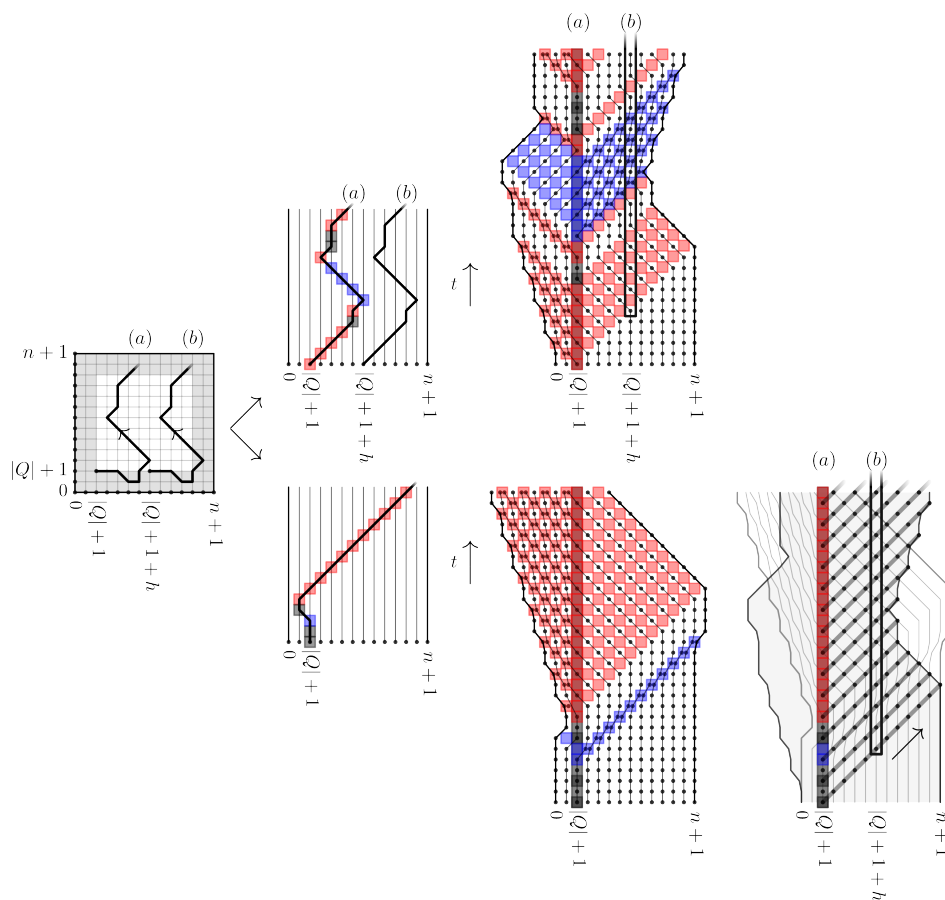 (a)
(b)
(a)
(b)
t
0
|Q| + 1
|Q| + 1 + h
n + 1
0
|Q| + 1
|Q| + 1 + h
n + 1
n + 1
(a)
(b)
|Q| + 1
0
0
|Q| + 1
|Q| + 1 + h
n + 1
t
(a)
(b)
0
|Q| + 1
n + 1
0
|Q| + 1
n + 1
0
|Q| + 1
|Q| + 1 + h
n + 1